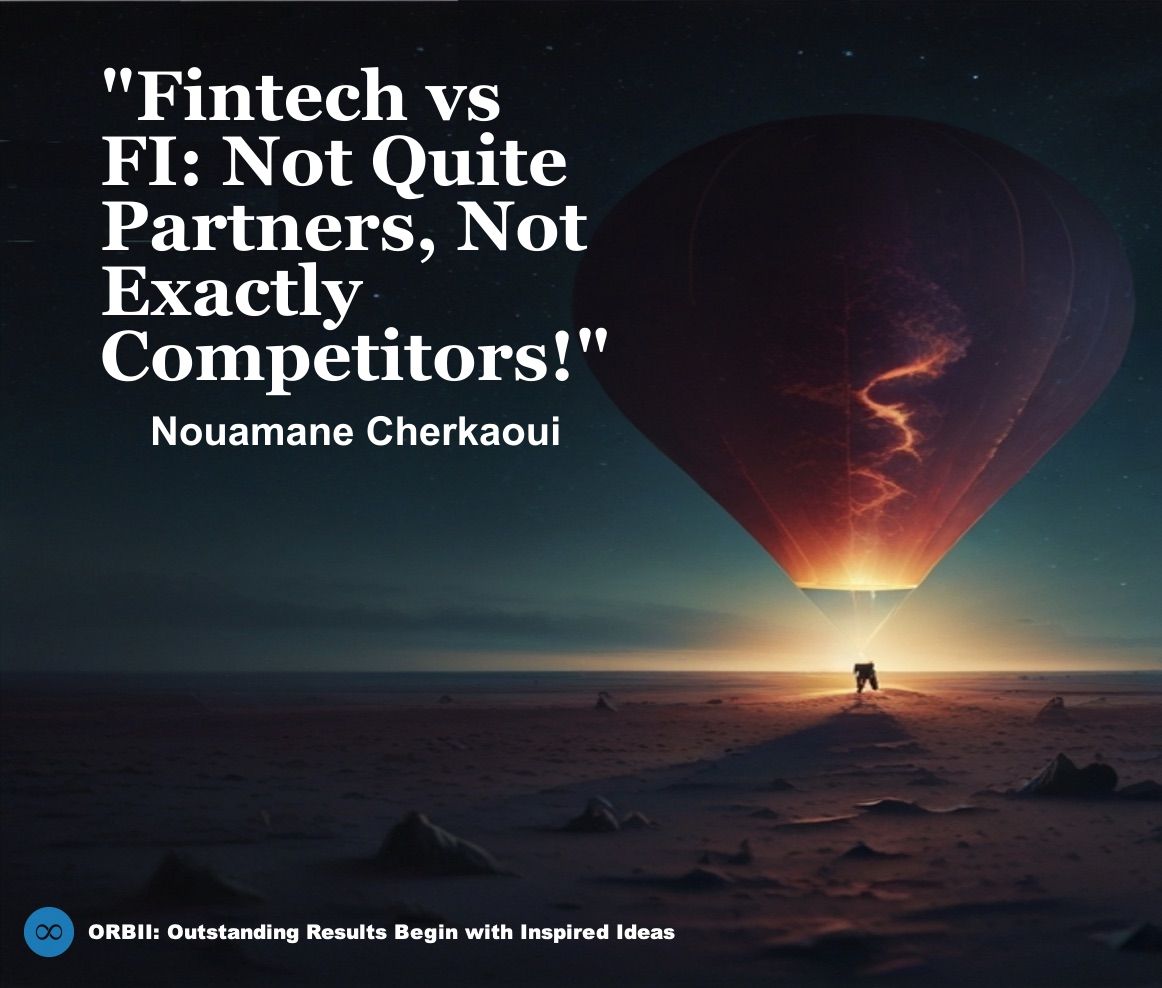 "Fintech vs
FI: Not Quite
Partners, Not
Exactly
Competitors!"
Nouamane Cherkaoui
ORBII: Outstanding Results Begin with Inspired Ideas